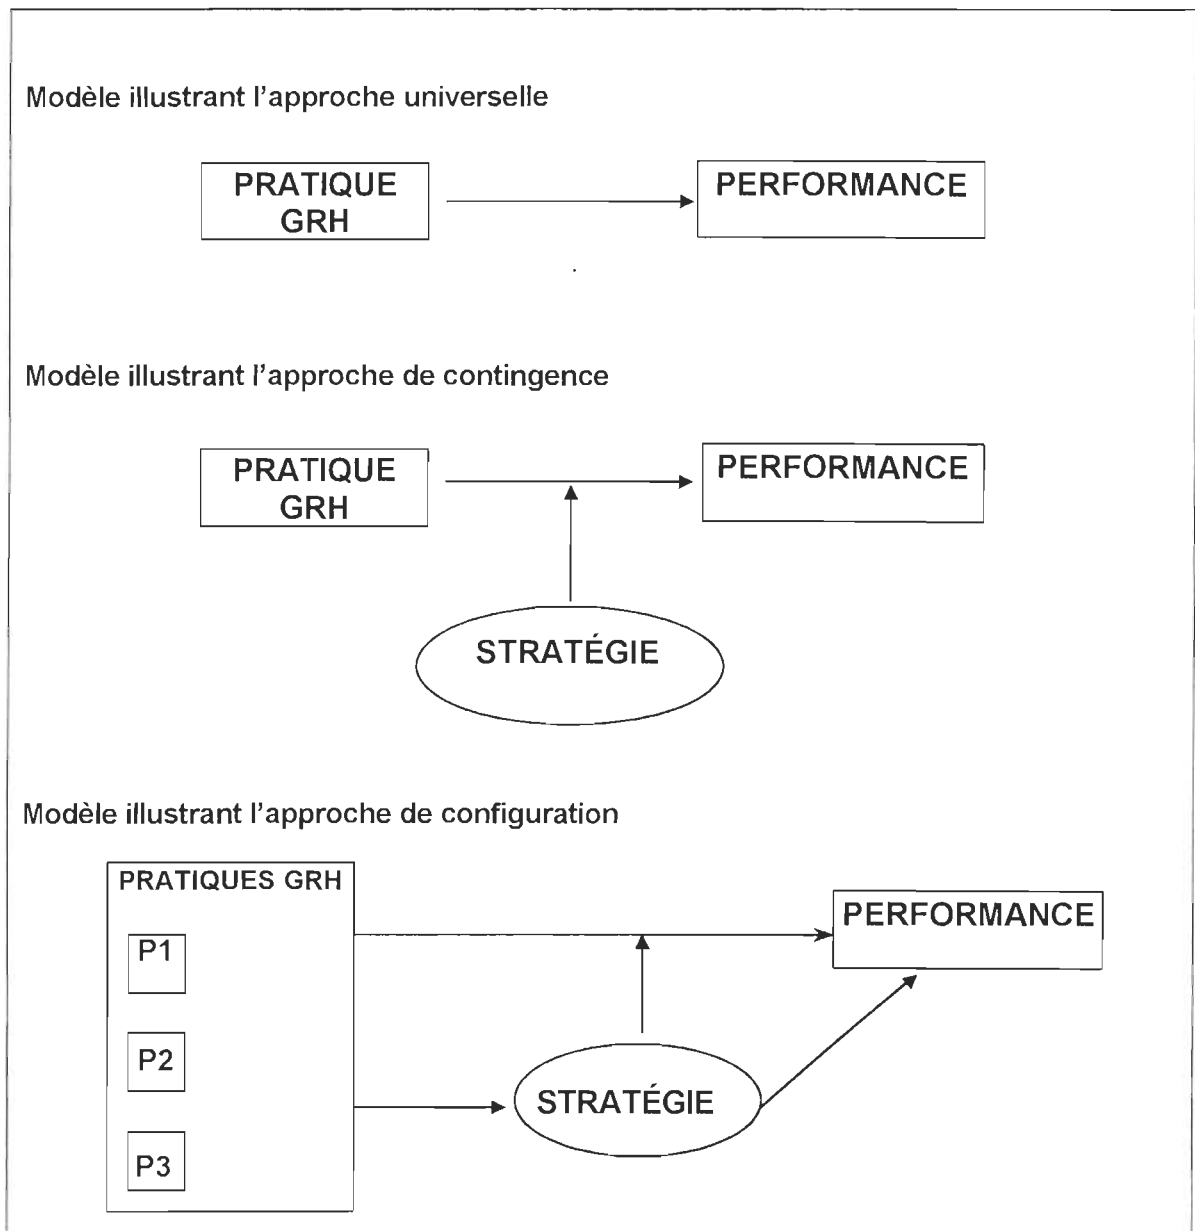 Modèle illustrant l'approche universelle
PRATIQUE
GRH
PERFORMANCE
Modèle illustrant l'approche de contingence
PRATIQUE
GRH
PERFORMANCE
STRATÉGIE
Modèle illustrant l'approche de configuration
PRATIQUES GRH
P1
P2
P3
PERFORMANCE
STRATÉGIE